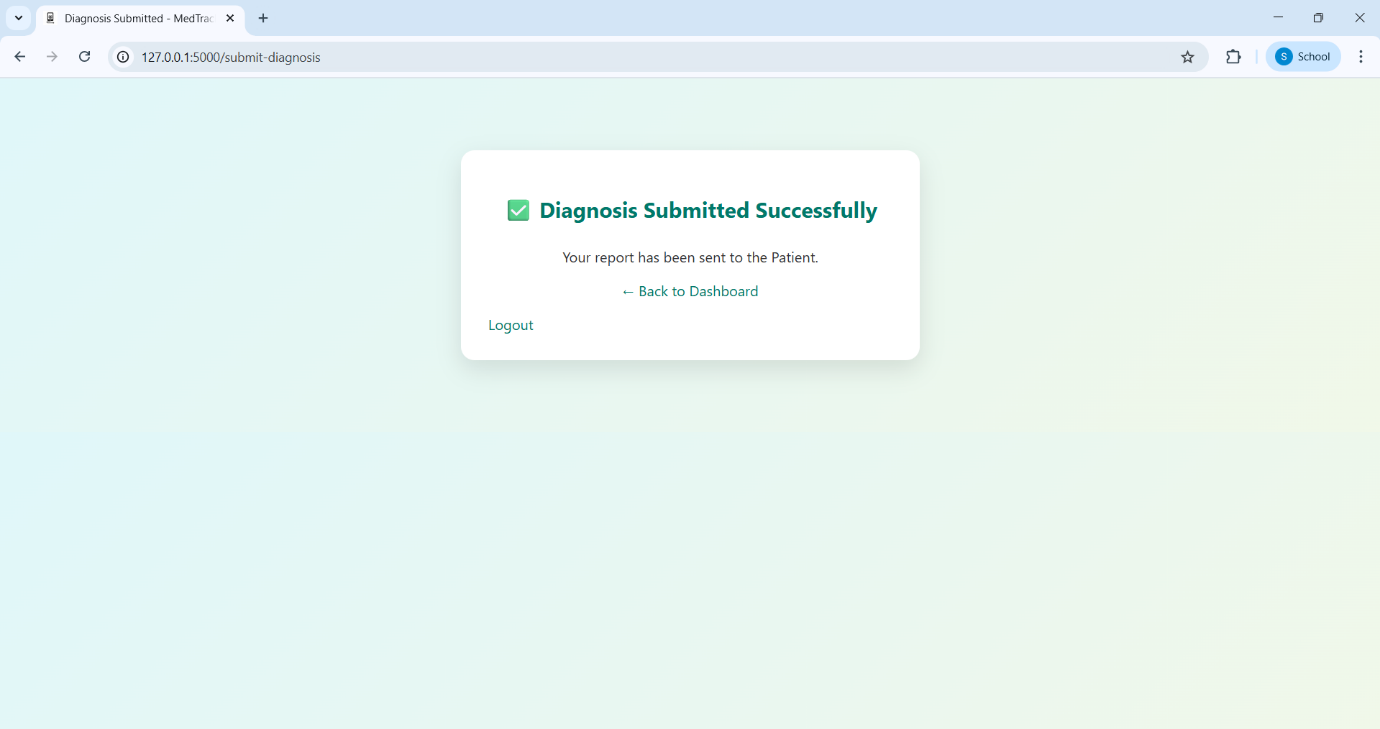 Diagnosis Submitted - MedTrac
127.0.0.1:5000/submit-diagnosis
S School
✅ Diagnosis Submitted Successfully
Your report has been sent to the Patient.
← Back to Dashboard
Logout